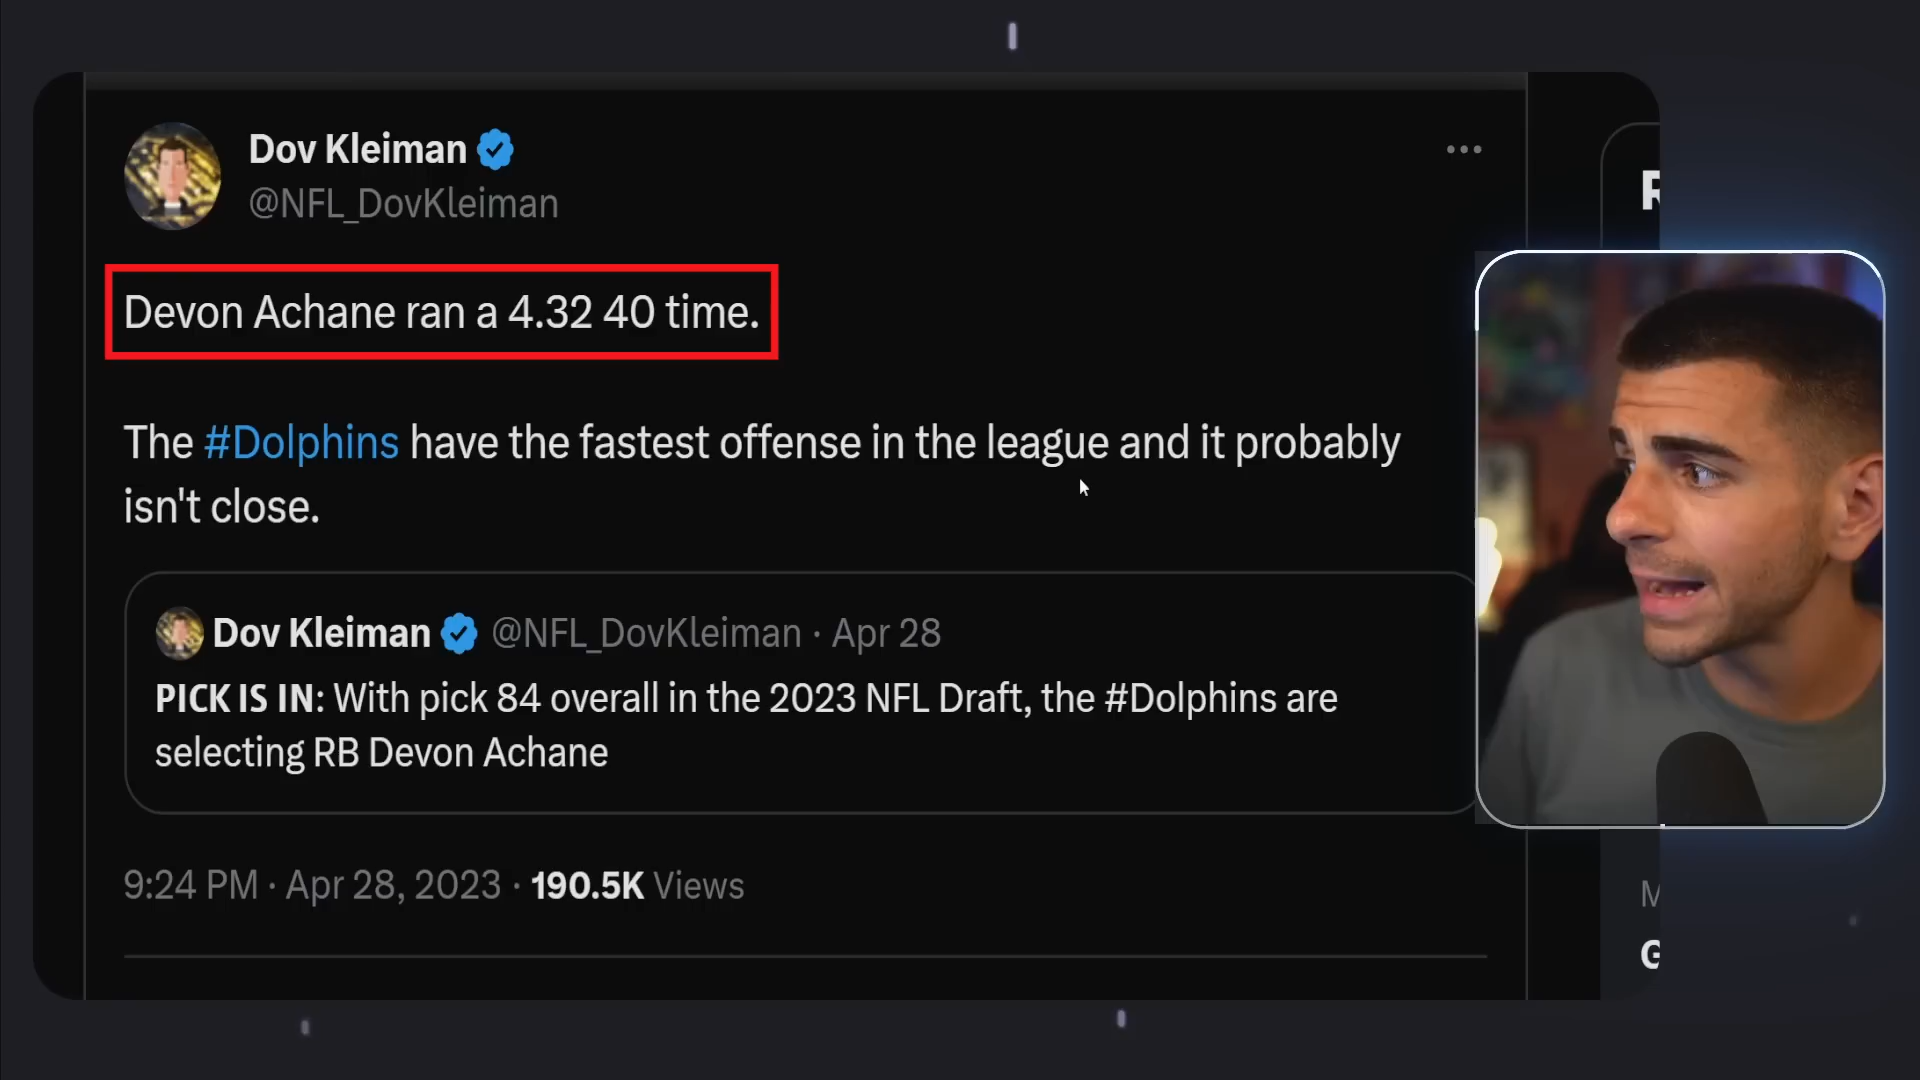 Dov Kleiman
@NFL_DovKleiman
Devon Achane ran a 4.32 40 time.
The #Dolphins have the fastest offense in the league and it probably
isn't close.
Dov Kleiman @NFL_DovKleiman · Apr 28
PICK IS IN: With pick 84 overall in the 2023 NFL Draft, the #Dolphins are
selecting RB Devon Achane
9:24 PM · Apr 28, 2023 · 190.5K Views